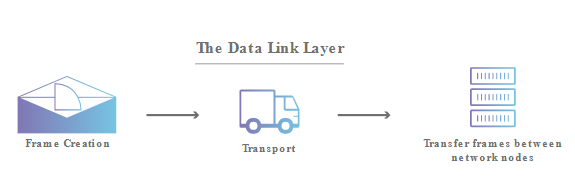 The Data Link Layer
Frame Creation
Transport
Transfer frames between
network nodes